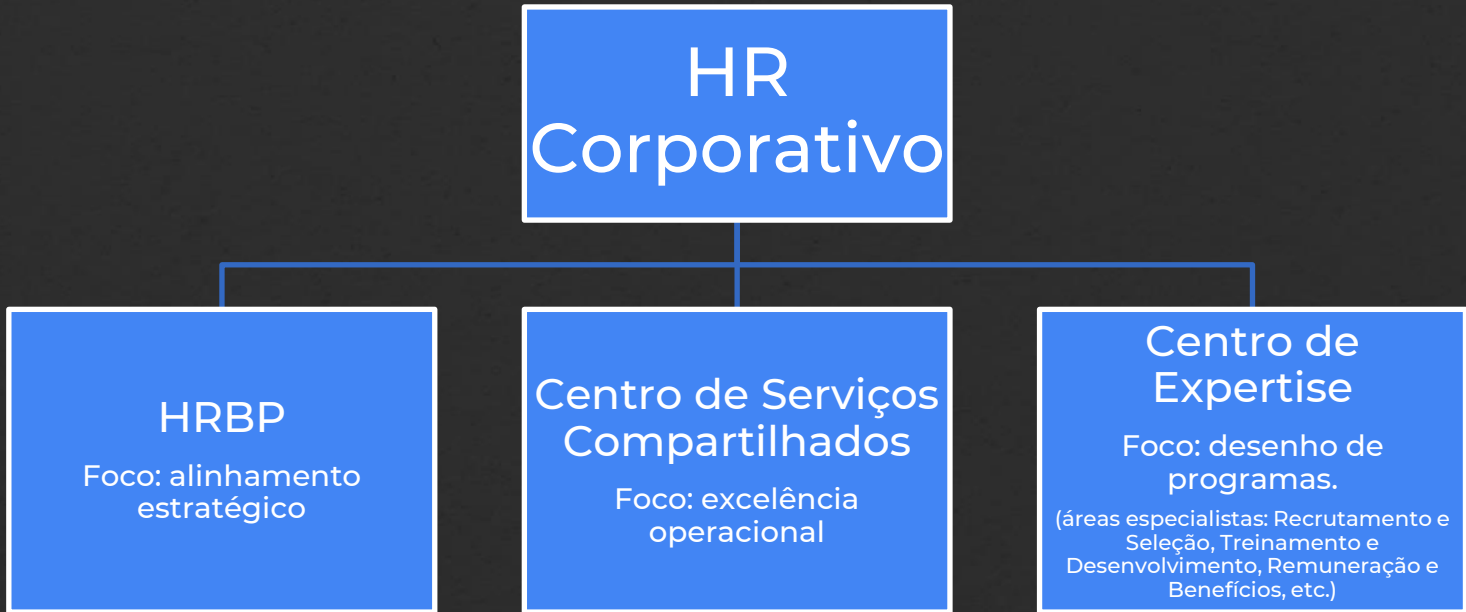 HR
Corporativo
HRBP
Foco: alinhamento
estratégico
Centro de Serviços
Compartilhados
Foco: excelência
operacional
Centro de
Expertise
Foco: desenho de
programas.
(áreas especialistas: Recrutamento e
Seleção, Treinamento e
Desenvolvimento, Remuneração e
Benefícios, etc.)